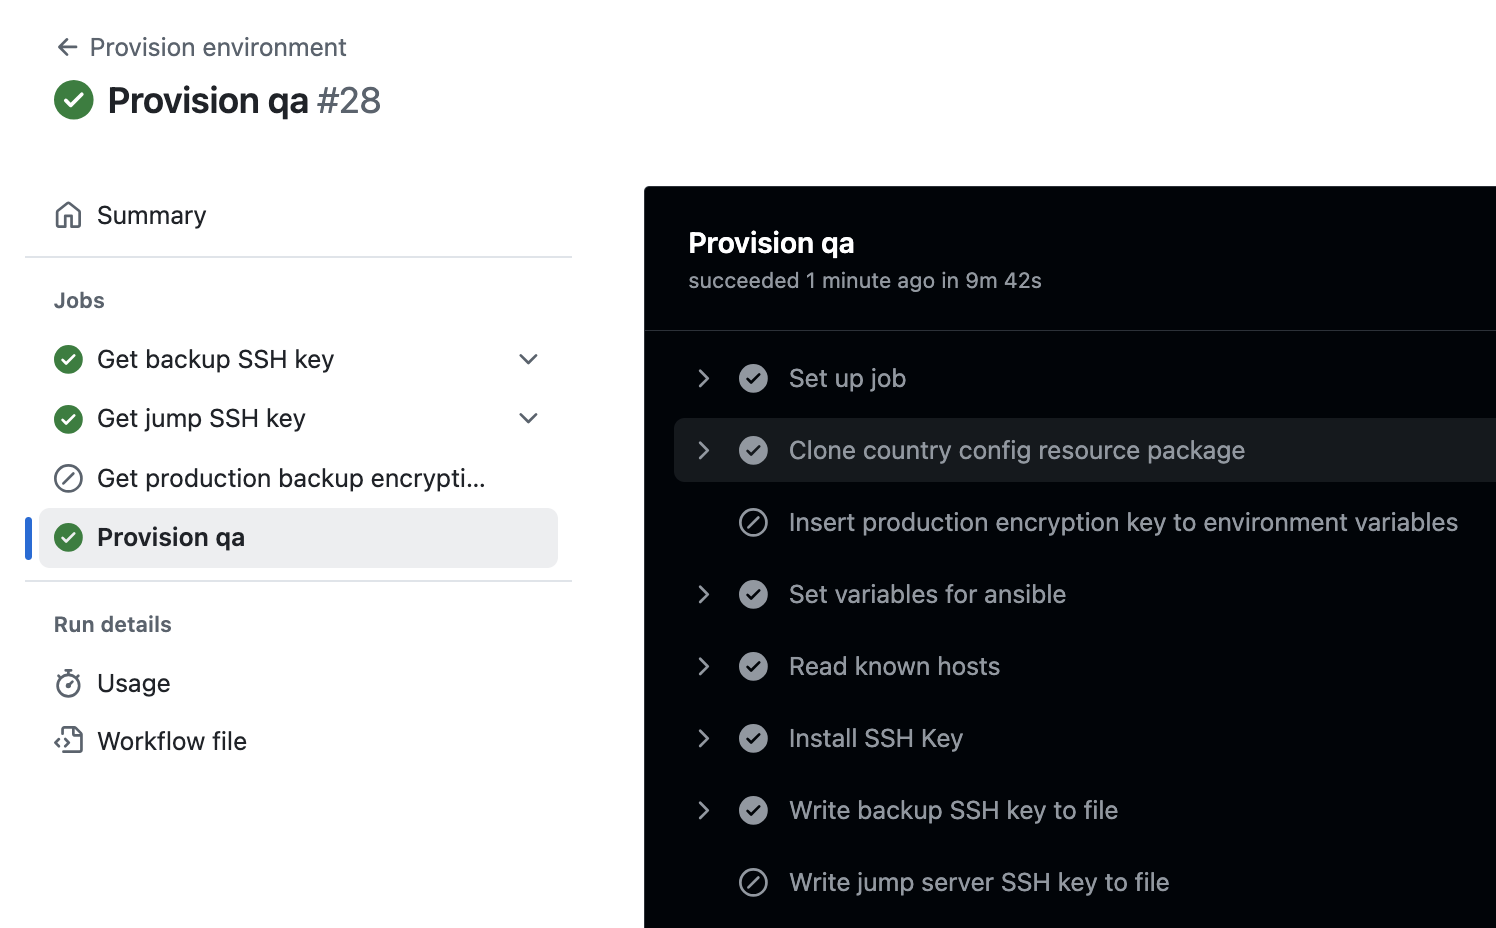 Provision environment
Provision qa #28
Summary
Jobs
Get backup SSH key
Get jump SSH key
Get production backup encrypti...
Provision qa
Run details
Usage
Workflow file
Provision qa
succeeded 1 minute ago in 9m 42s
Set up job
Clone country config resource package
Insert production encryption key to environment variables
Set variables for ansible
Read known hosts
Install SSH Key
Write backup SSH key to file
Write jump server SSH key to file